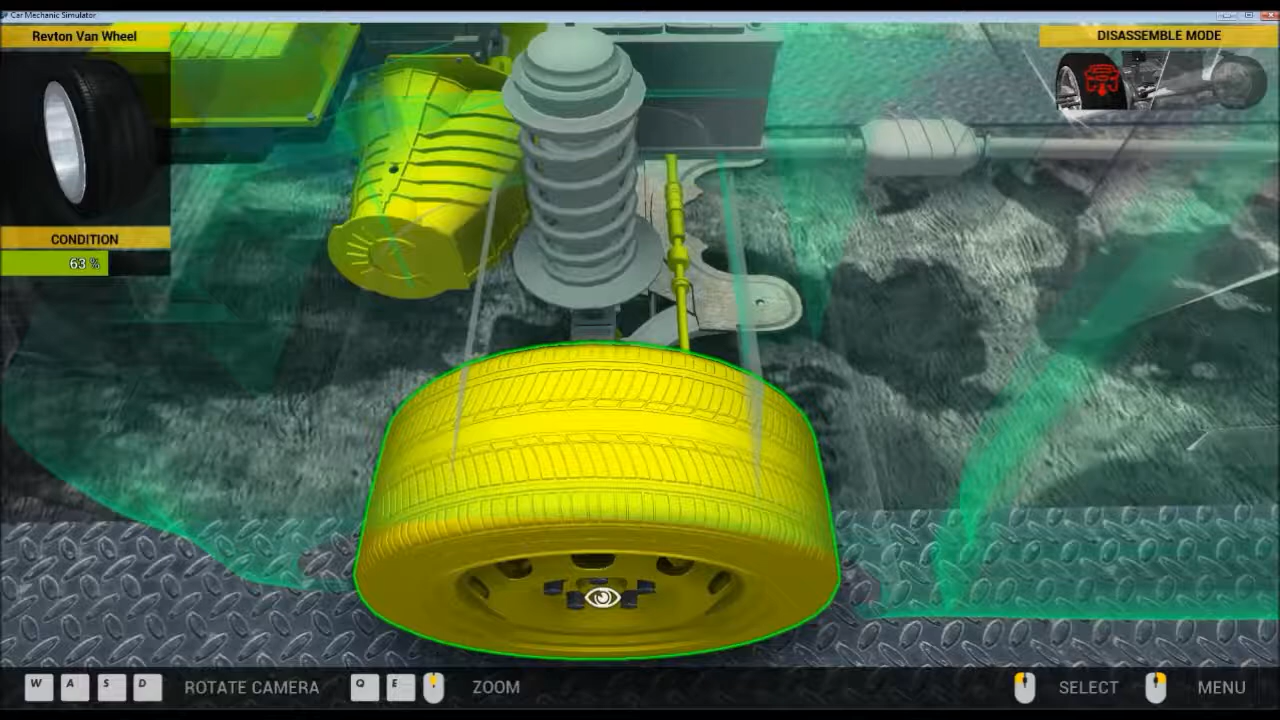 Car Mechanic Simulator
Revton Van Wheel
DISASSEMBLE MODE
CONDITION
63 %
W A S D ROTATE CAMERA Q E ZOOM SELECT MENU